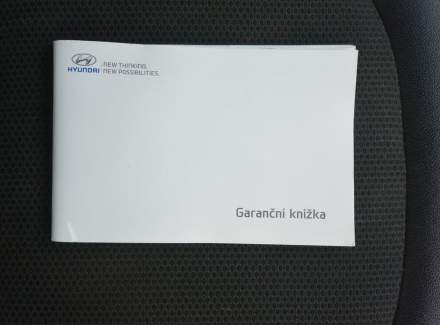 HYUNDAI
NEW THINKING.
NEW POSSIBILITIES.
Garanční knížka